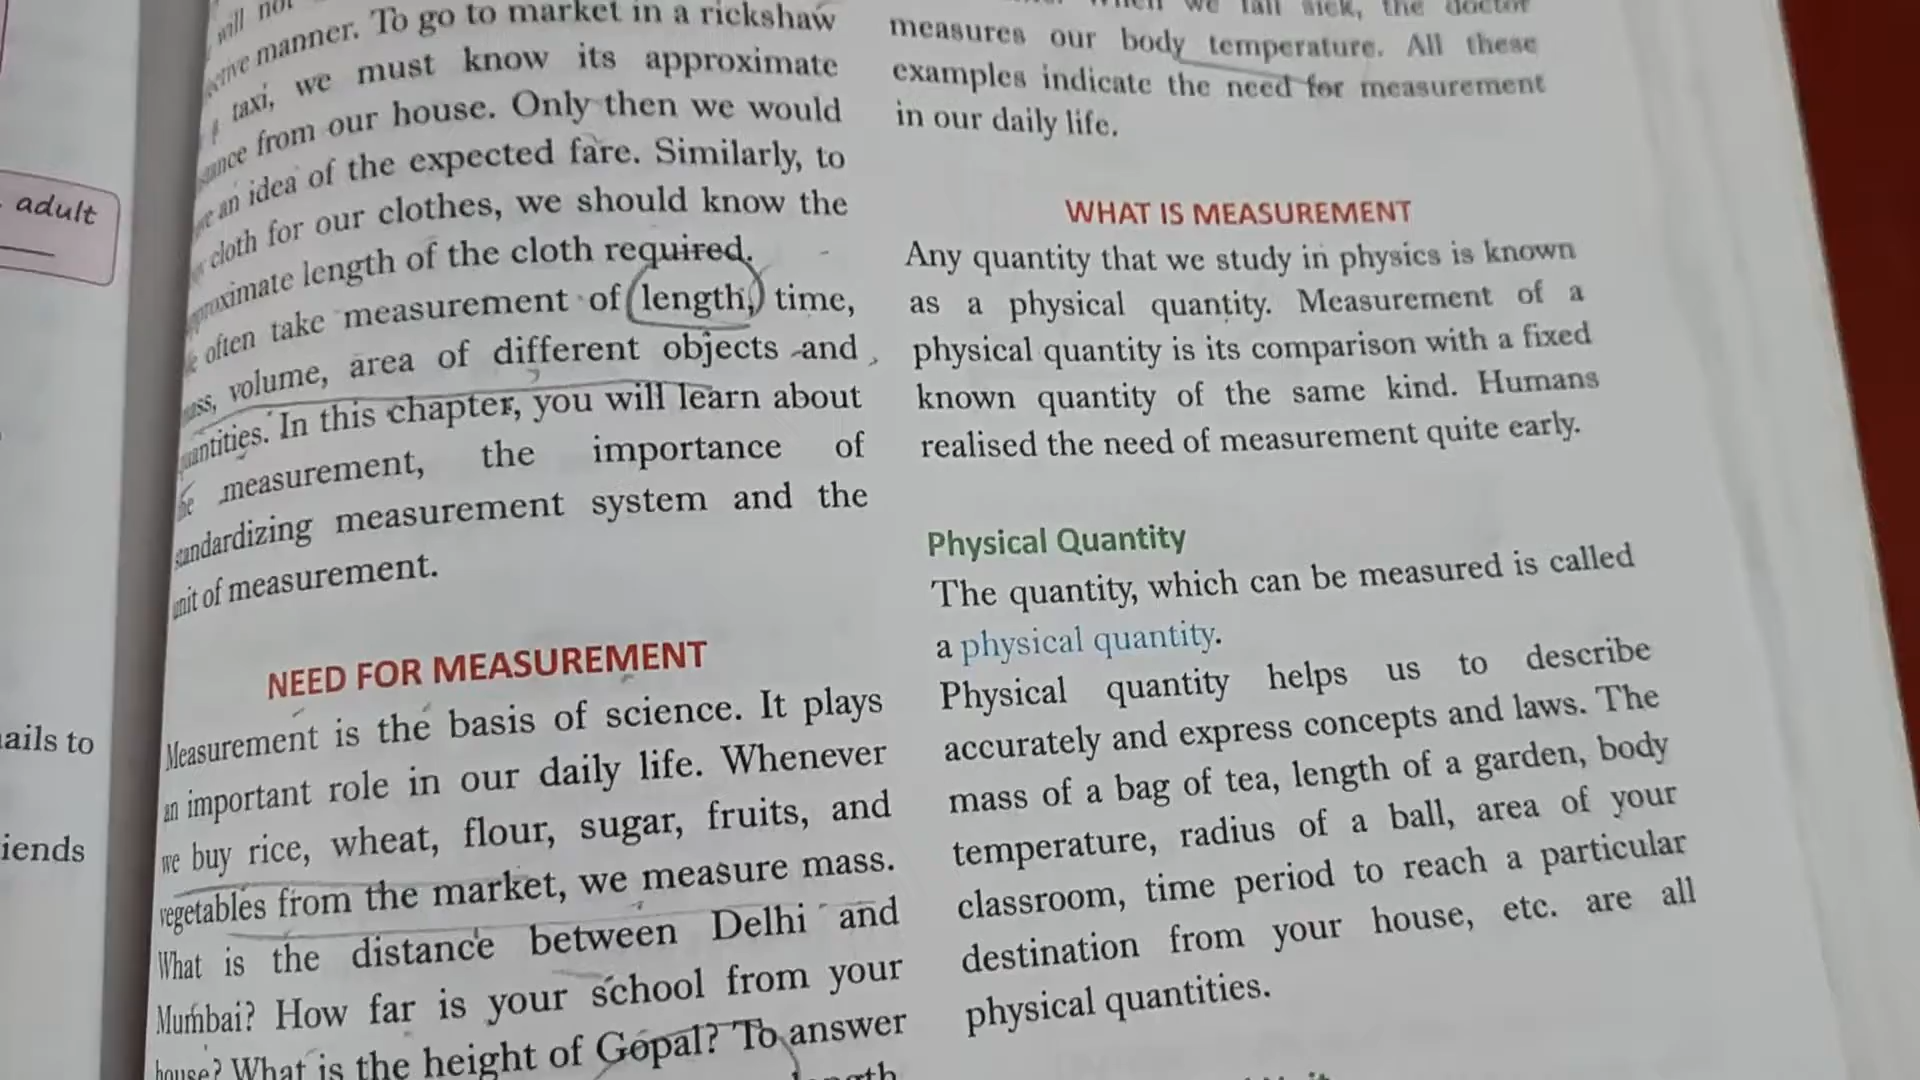 adult
ails to
iends
will not
ective manner. To go to market in a rickshaw
taxi, we must know its approximate
from our house. Only then we would
an idea of the expected fare. Similarly, to
cloth for our clothes, we should know the
length of the cloth required.
often take measurement of length, time,
volume, area of different objects and
In this chapter, you will learn about
measurement, the importance of
measurement system and the
of measurement.
NEED FOR MEASUREMENT
Measurement is the basis of science. It plays
an important role in our daily life. Whenever
we buy rice, wheat, flour, sugar, fruits, and
vegetables from the market, we measure mass.
What is the distance between Delhi and
Mumbai? How far is your school from your
house? What is the height of Gopal? To answer
we fall sick, the doctor
measures our body temperature. All these
examples indicate the need for measurement
in our daily life.
WHAT IS MEASUREMENT
Any quantity that we study in physics is known
as a physical quantity. Measurement of a
physical quantity is its comparison with a fixed
known quantity of the same kind. Humans
realised the need of measurement quite early.
Physical Quantity
The quantity, which can be measured is called
a physical quantity.
Physical quantity helps us to describe
accurately and express concepts and laws. The
mass of a bag of tea, length of a garden, body
temperature, radius of a ball, area of your
classroom, time period to reach a particular
destination from your house, etc. are all
physical quantities.